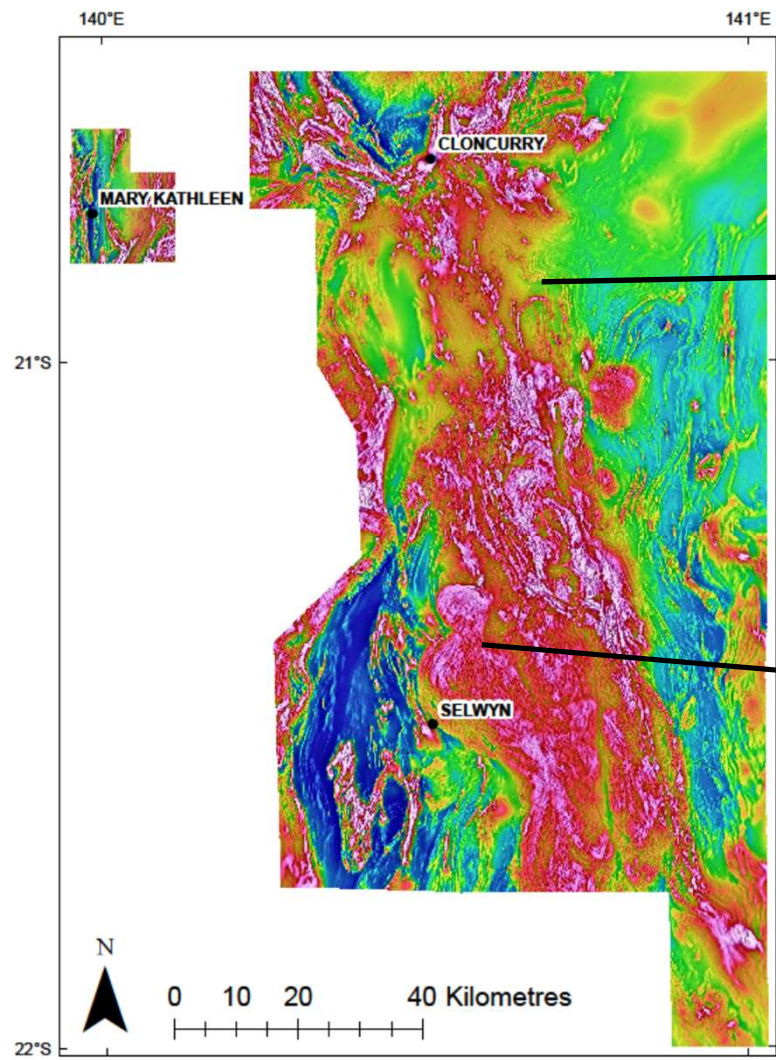 140°E
141°E
CLONCURRY
MARY KATHLEEN
21°S
SELWYN
N
0 10 20 40 Kilometres
22°S